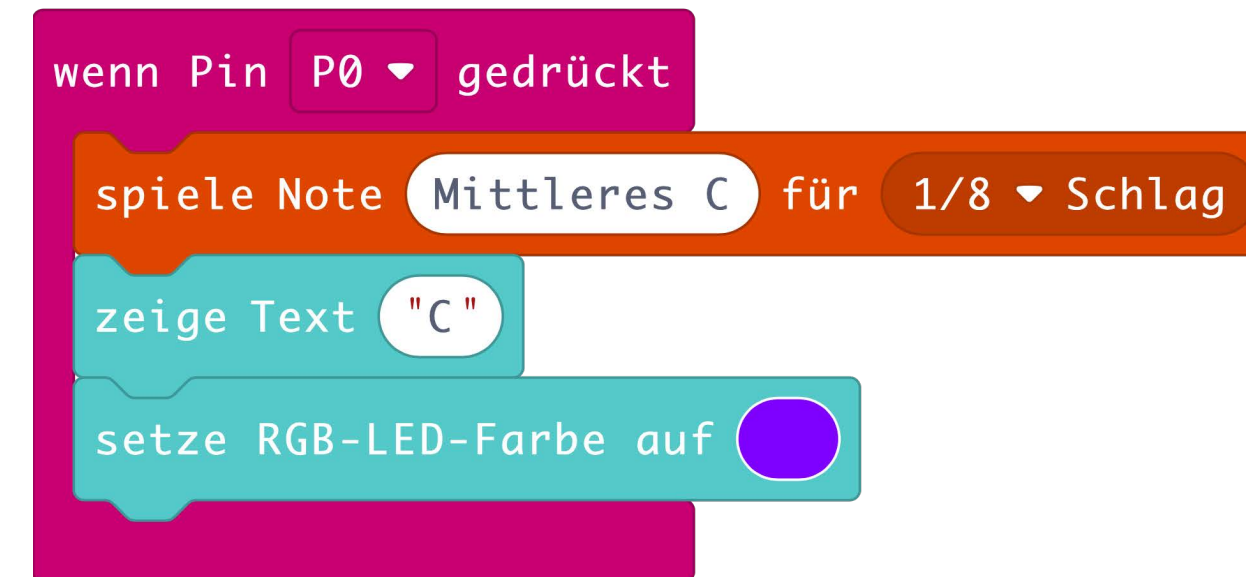 wenn Pin P0 gedrückt
spiele Note Mittleres C für 1/8 Schlag
zeige Text "C"
setze RGB-LED-Farbe auf